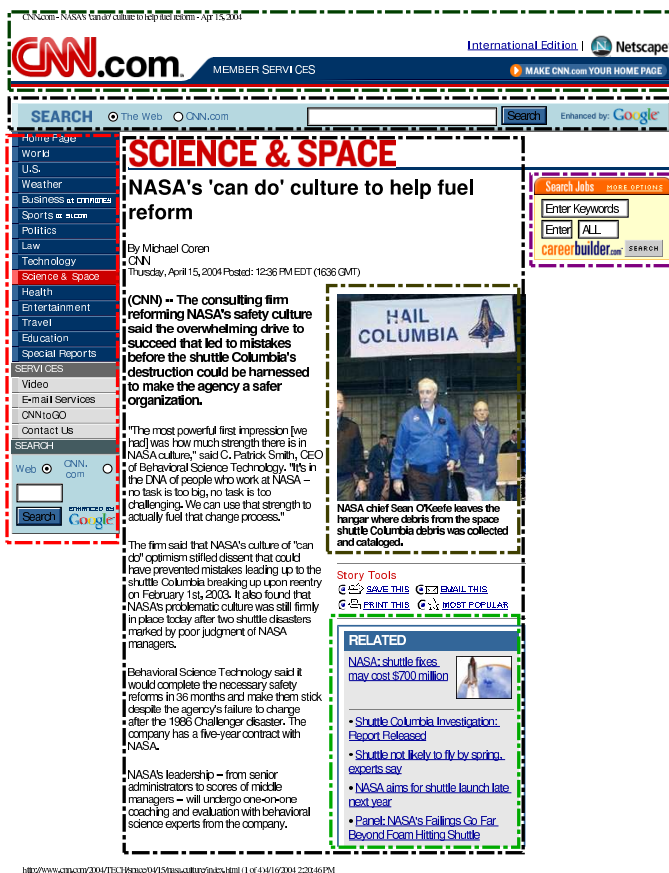 CNN.com - NASA's 'can do' culture to help fuel reform - Apr 15, 2004
International Edition |
Netscape
CNN.com
MEMBER SERVICES
MAKE CNN.com YOUR HOME PAGE
SEARCH The Web CNN.com Search Enhanced by: Google
Home Page
World
U.S.
Weather
Business at CNN/MONEY
Sports at SI.com
Politics
Law
Technology
Science & Space
Health
Entertainment
Travel
Education
Special Reports
SERVICES
Video
E-mail Services
CNNtoGO
Contact Us
SEARCH
Web CNN.
com
Search ENHANCED BY
Google
SCIENCE & SPACE
NASA's 'can do' culture to help fuel
reform
By Michael Coren
CNN
Thursday, April 15, 2004 Posted: 12:36 PM EDT (1636 GMT)
(CNN) -- The consulting firm
reforming NASA's safety culture
said the overwhelming drive to
succeed that led to mistakes
before the shuttle Columbia's
destruction could be harnessed
to make the agency a safer
organization.
"The most powerful first impression [we
had] was how much strength there is in
NASA culture," said C. Patrick Smith, CEO
of Behavioral Science Technology. "It's in
the DNA of people who work at NASA --
no task is too big, no task is too
challenging. We can use that strength to
actually fuel that change process."
The firm said that NASA's culture of "can
do" optimism stifled dissent that could
have prevented mistakes leading up to the
shuttle Columbia breaking up upon reentry
on February 1st, 2003. It also found that
NASA's problematic culture was still firmly
in place today after two shuttle disasters
marked by poor judgment of NASA
managers.
Behavioral Science Technology said it
would complete the necessary safety
reforms in 36 months and make them stick
despite the agency's failure to change
after the 1986 Challenger disaster. The
company has a five-year contract with
NASA.
NASA's leadership -- from senior
administrators to scores of middle
managers -- will undergo one-on-one
coaching and evaluation with behavioral
science experts from the company.
HAIL
COLUMBIA
NASA chief Sean O'Keefe leaves the
hangar where debris from the space
shuttle Columbia debris was collected
and cataloged.
Story Tools
SAVE THIS EMAIL THIS
PRINT THIS MOST POPULAR
RELATED
NASA: shuttle fixes
may cost $700 million
• Shuttle Columbia Investigation:
Report Released
• Shuttle not likely to fly by spring,
experts say
• NASA aims for shuttle launch late
next year
• Panel: NASA's Failings Go Far
Beyond Foam Hitting Shuttle
Search Jobs MORE OPTIONS
Enter Keywords
Enter ALL
careerbuilder.com SEARCH
http://www.cnn.com/2004/TECH/space/04/15/nasa.culture/index.html (1 of 4)4/16/2004 2:20:46 PM